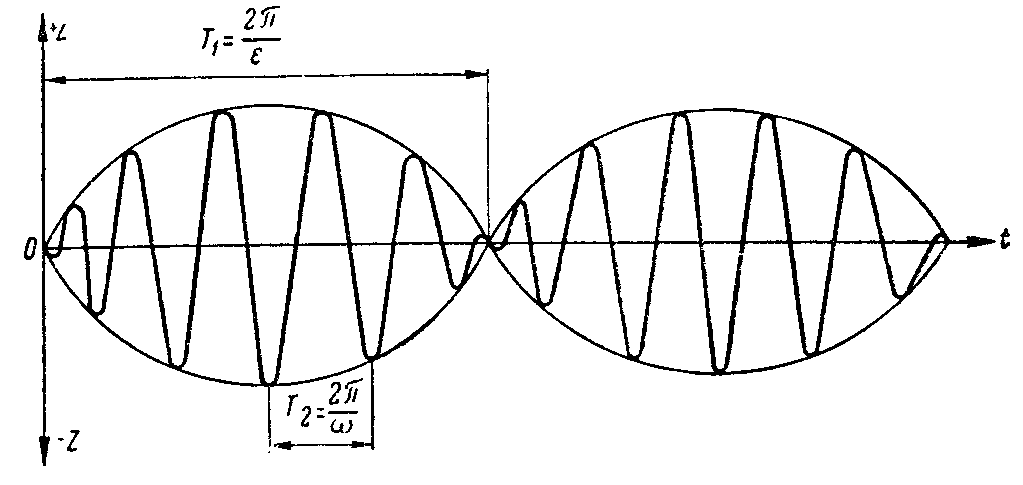 +Z
T₁ = 2π/ε
0
t
T₂ = 2π/ω
-Z